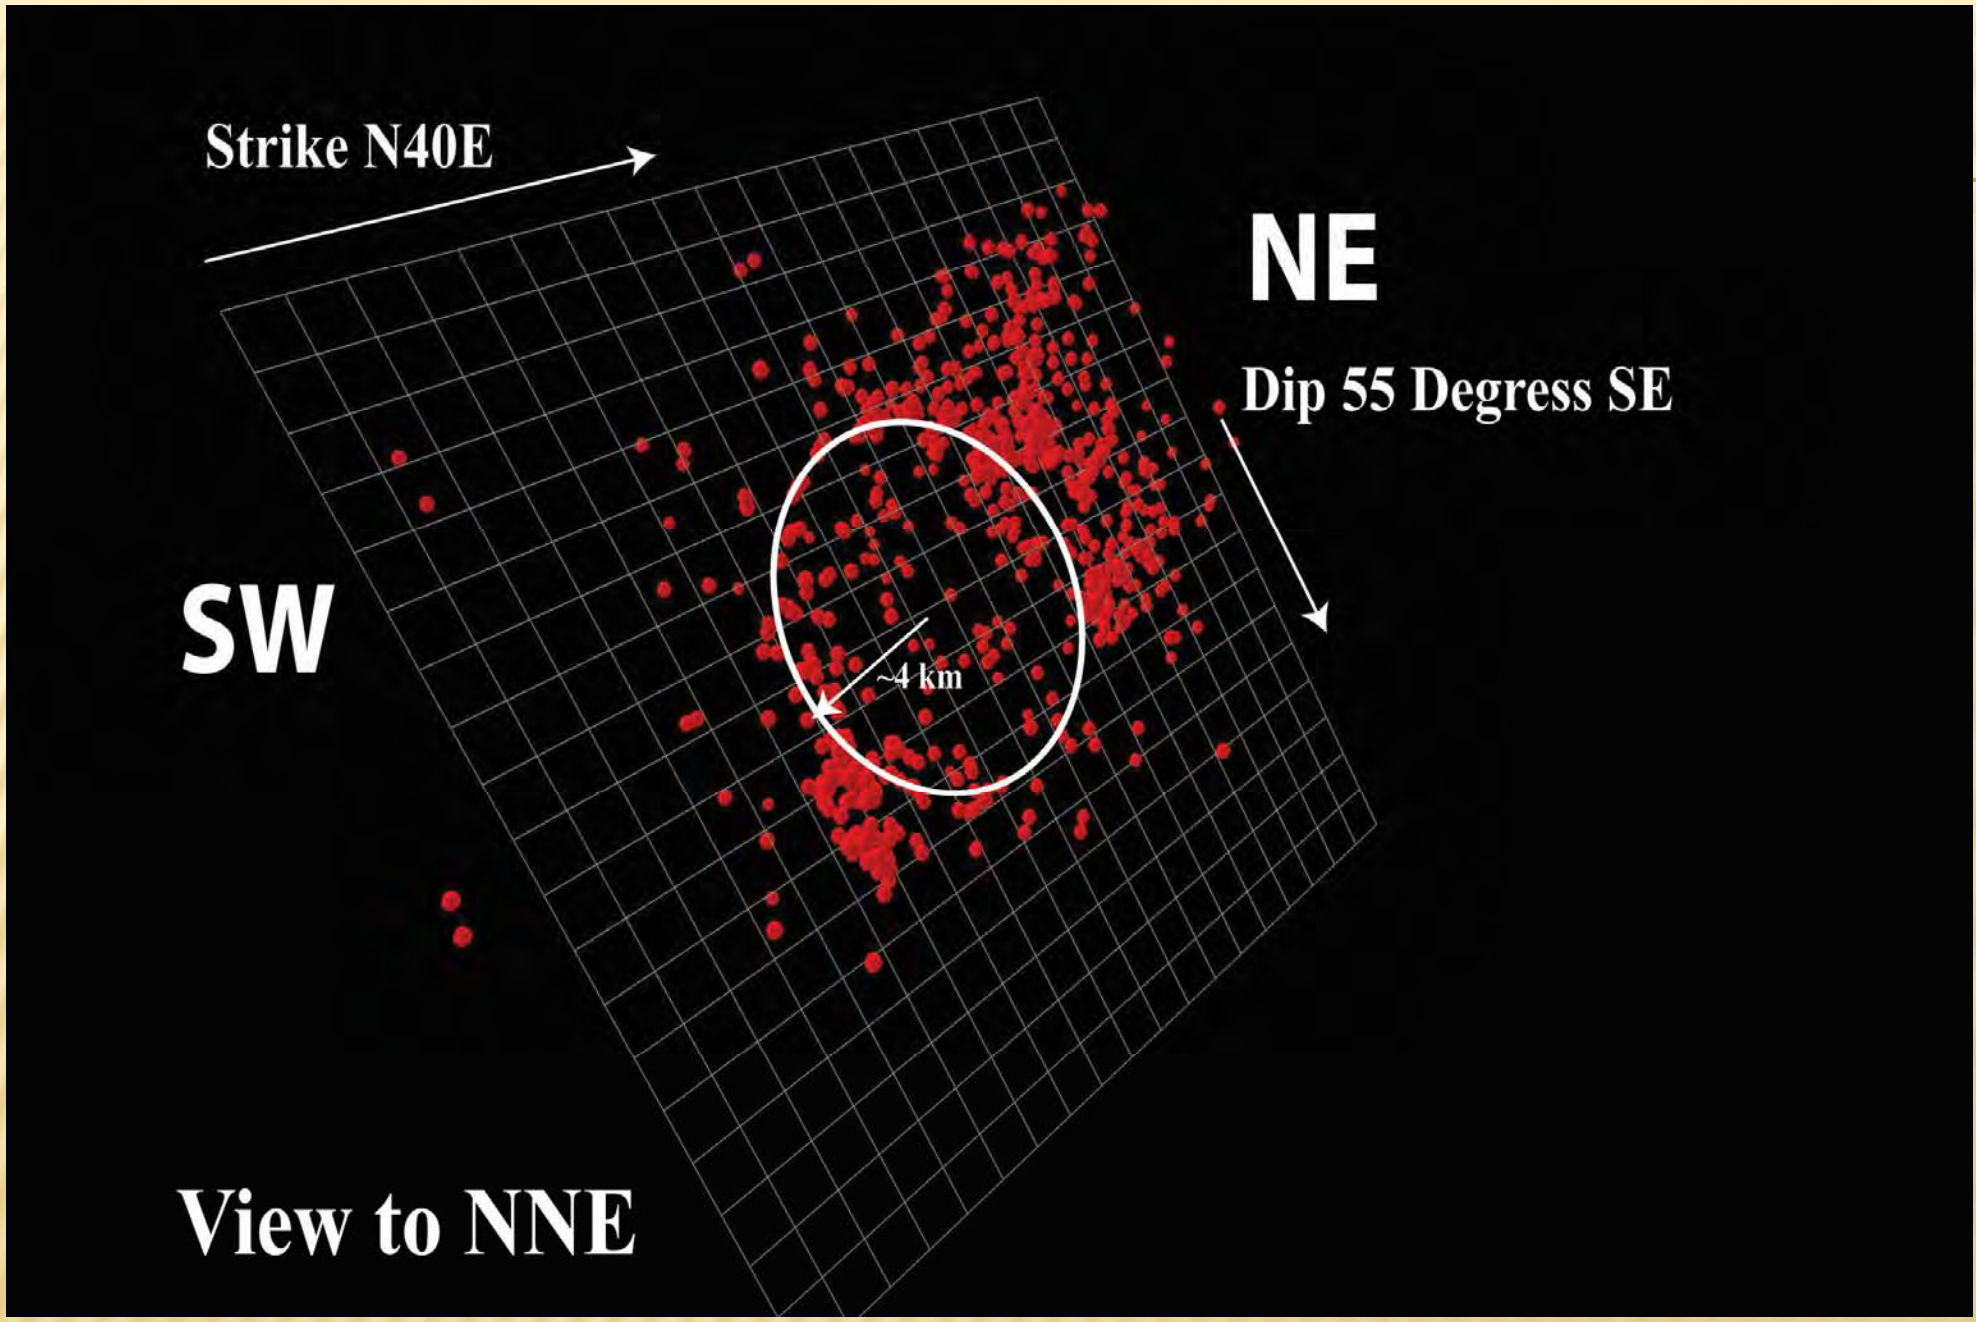 Strike N40E
NE
Dip 55 Degress SE
SW
~4 km
View to NNE